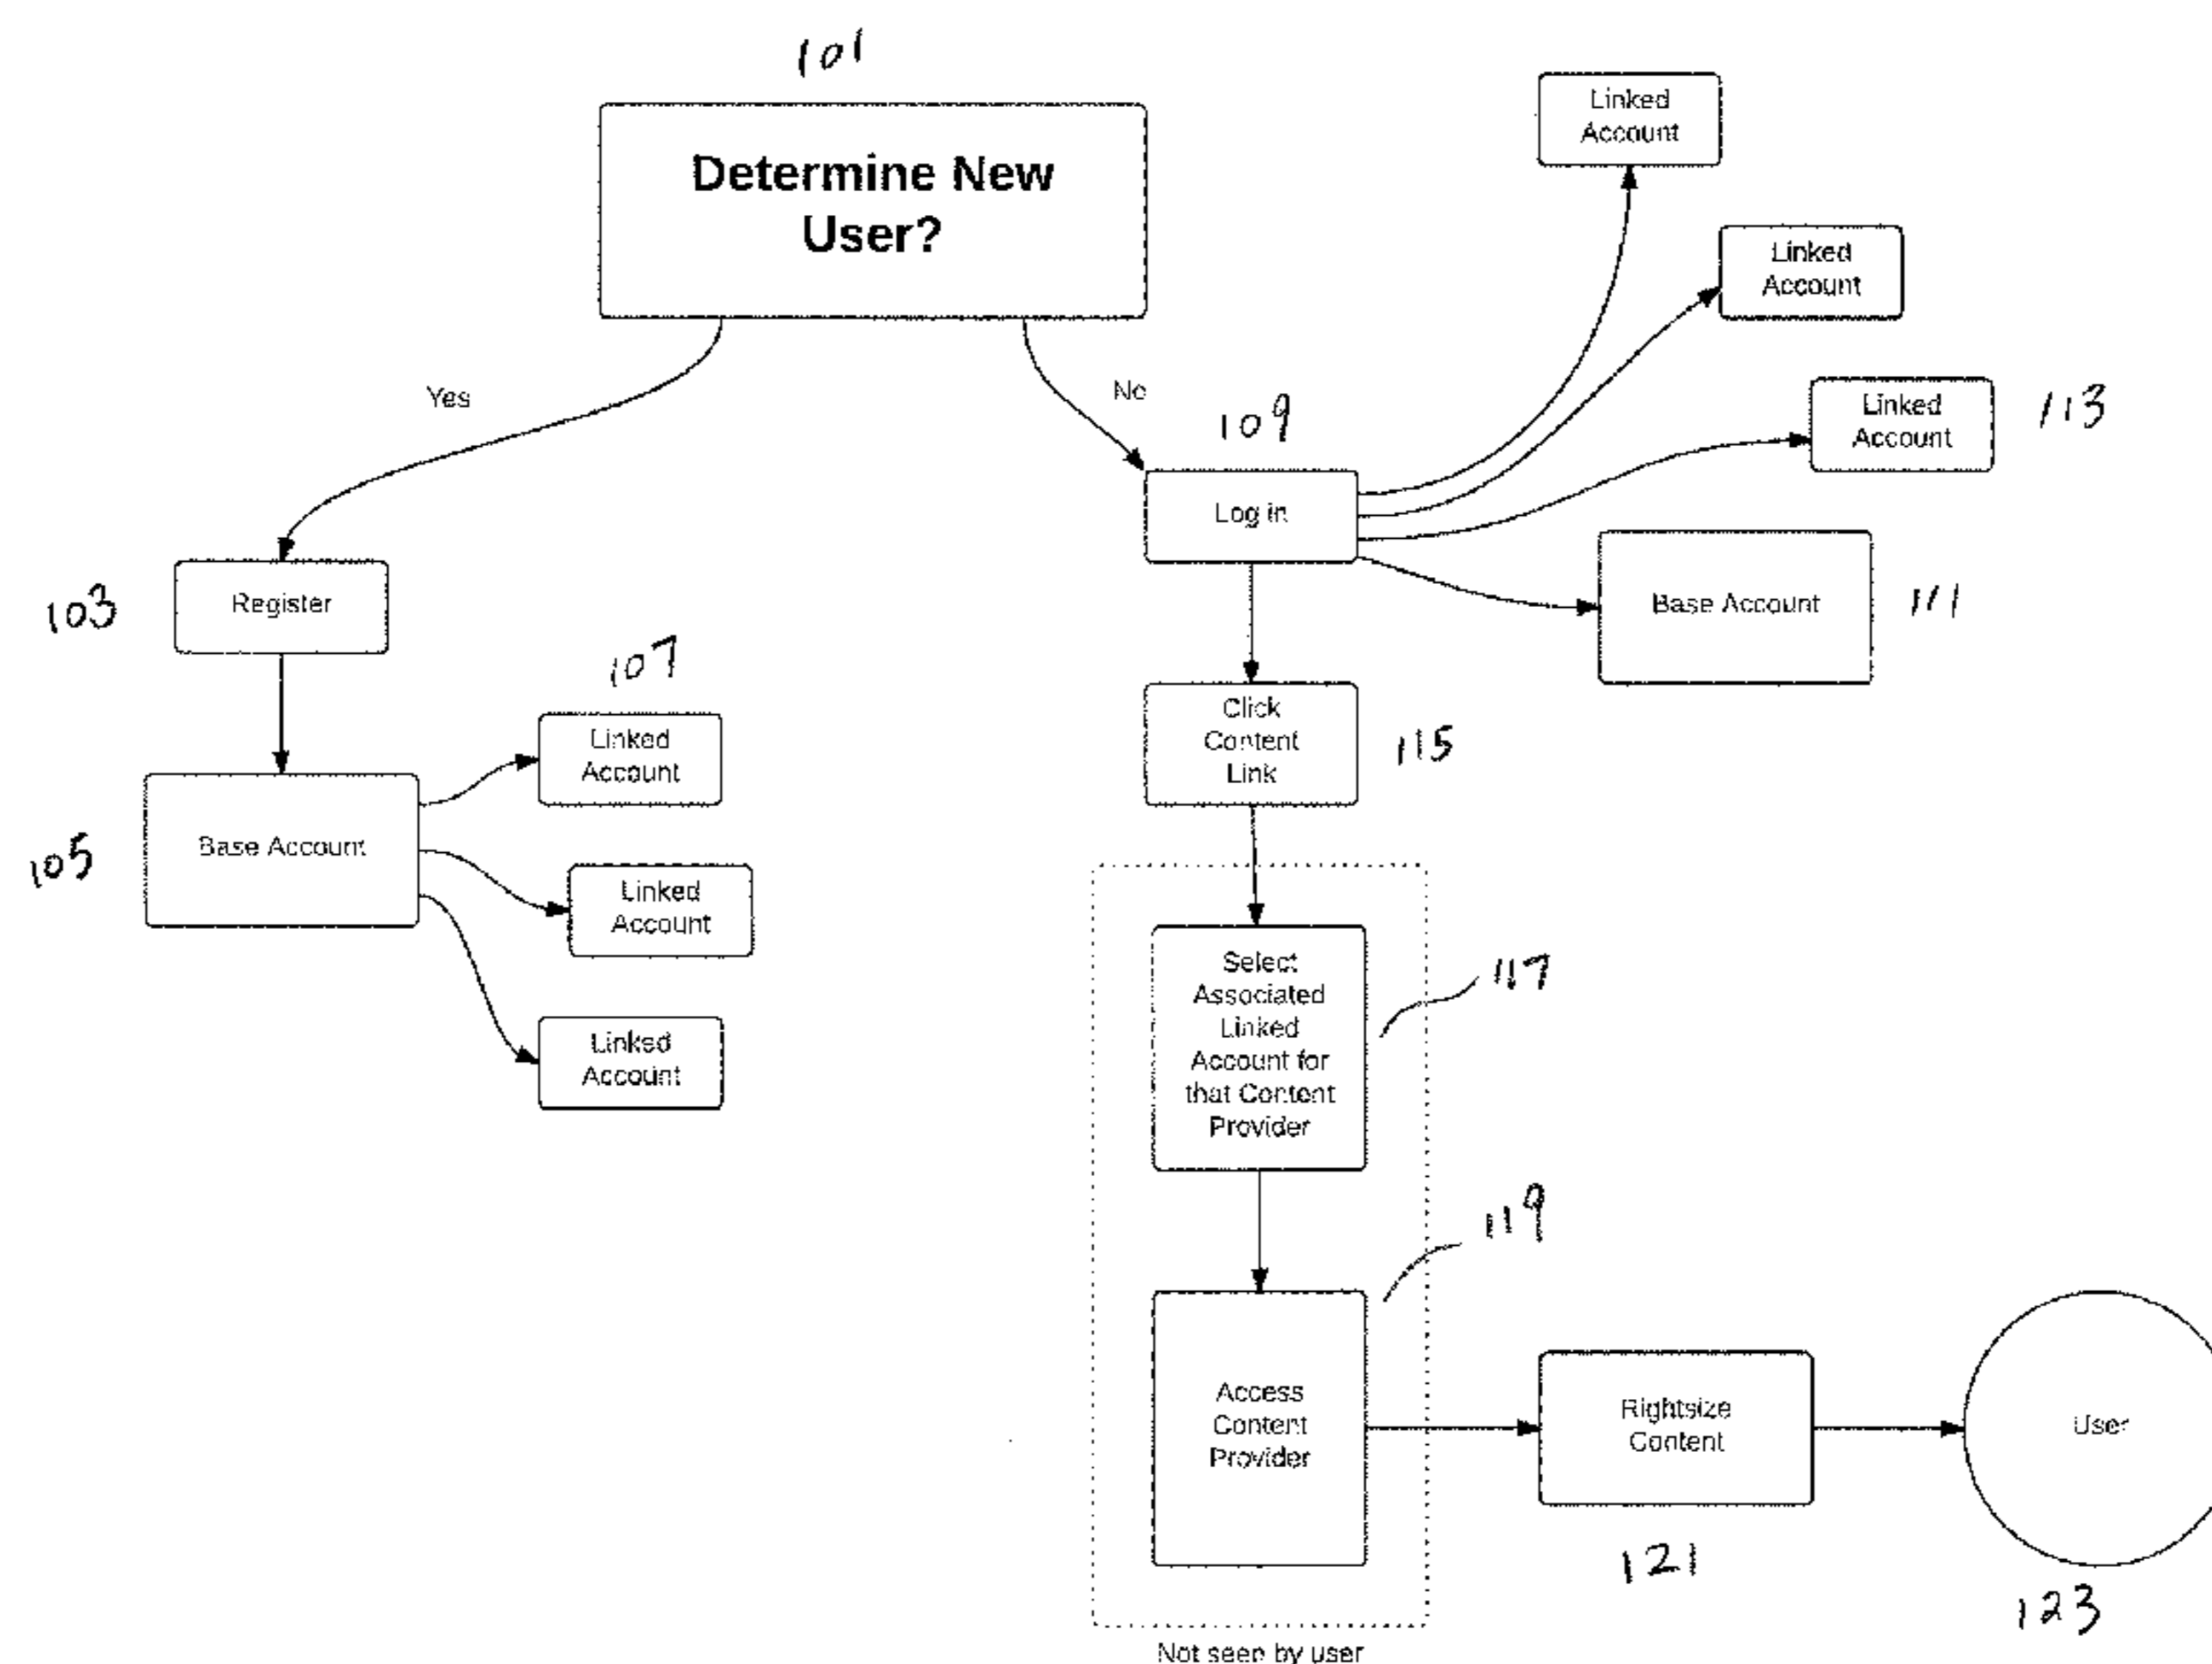 101
Determine New
User?
Yes
No
103
Register
105
Base Account
107
Linked
Account
Linked
Account
Linked
Account
109
Log in
Linked
Account
Linked
Account
Linked
Account
113
Base Account
111
Click
Content
Link
115
Select
Associated
Linked
Account for
that Content
Provider
117
Access
Content
Provider
119
Not seen by user
Rightsize
Content
121
User
123